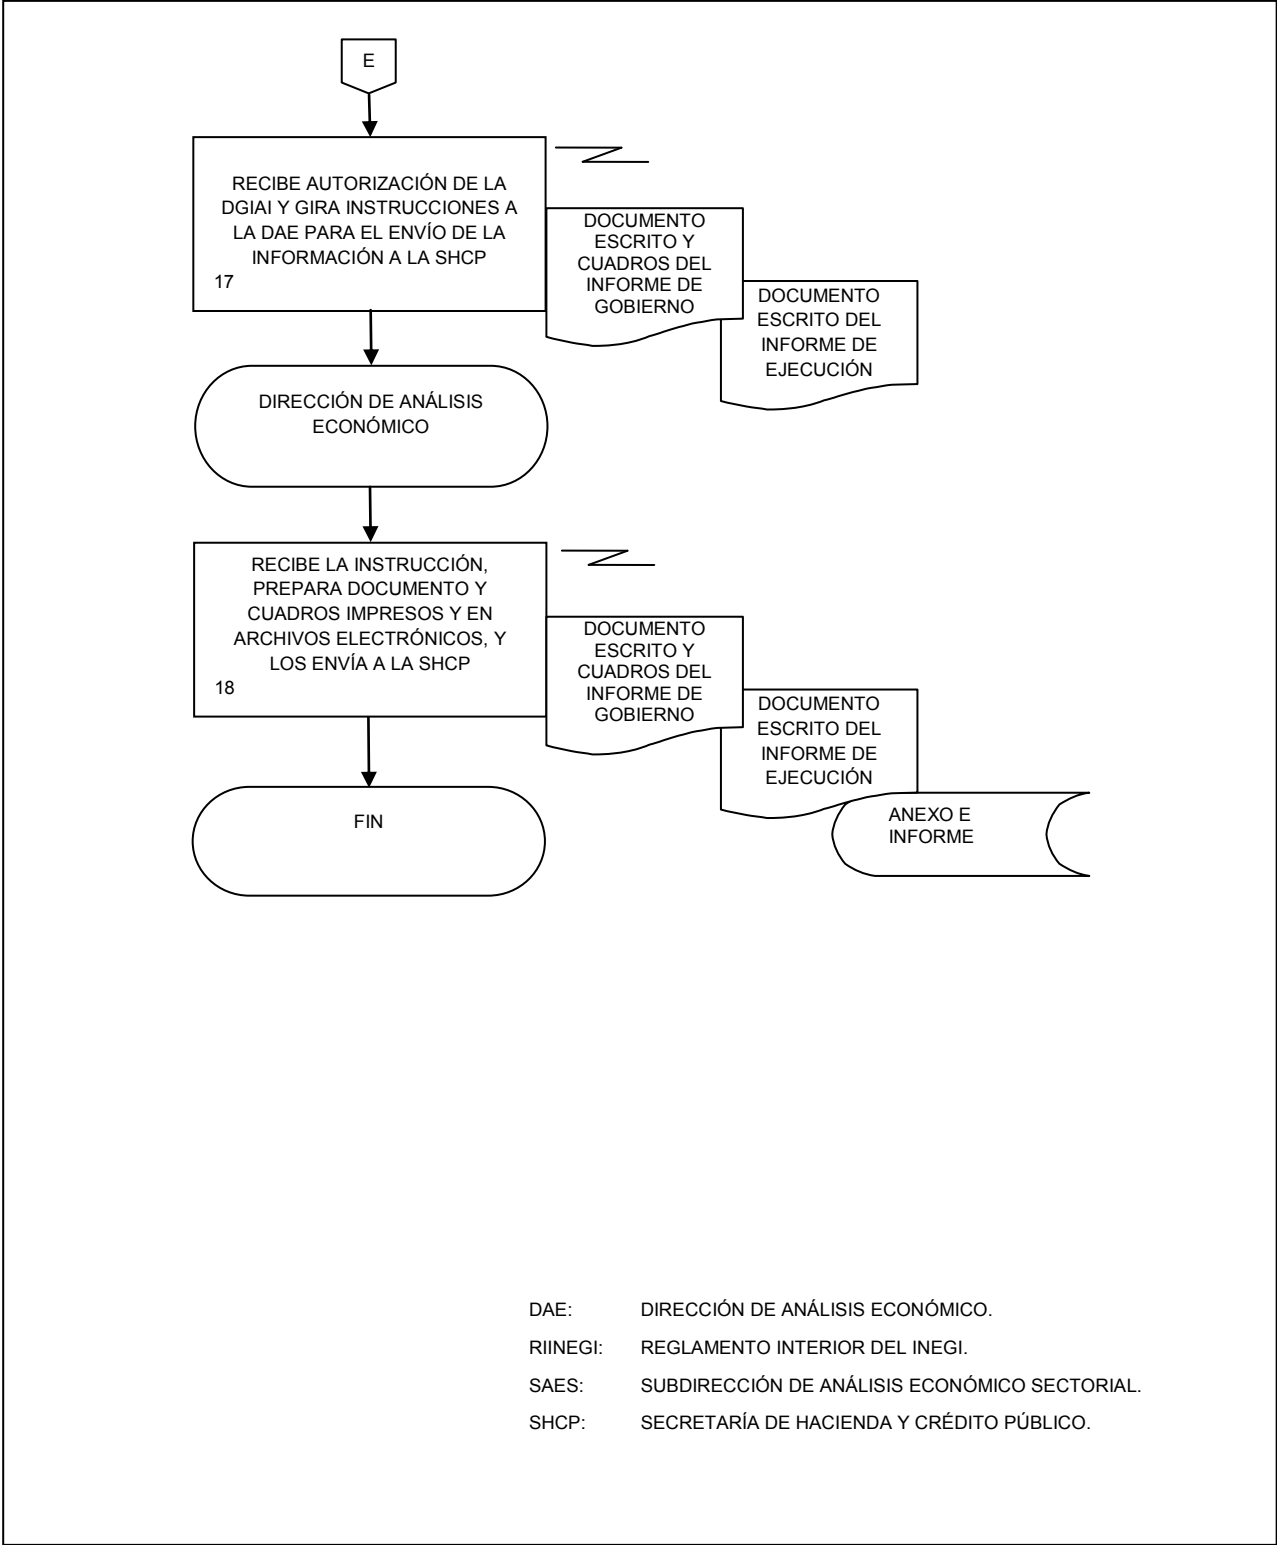 E
RECIBE AUTORIZACIÓN DE LA
DGIAI Y GIRA INSTRUCCIONES A
LA DAE PARA EL ENVÍO DE LA
INFORMACIÓN A LA SHCP
17
DOCUMENTO
ESCRITO Y
CUADROS DEL
INFORME DE
GOBIERNO
DOCUMENTO
ESCRITO DEL
INFORME DE
EJECUCIÓN
DIRECCIÓN DE ANÁLISIS
ECONÓMICO
RECIBE LA INSTRUCCIÓN,
PREPARA DOCUMENTO Y
CUADROS IMPRESOS Y EN
ARCHIVOS ELECTRÓNICOS, Y
LOS ENVÍA A LA SHCP
18
DOCUMENTO
ESCRITO Y
CUADROS DEL
INFORME DE
GOBIERNO
DOCUMENTO
ESCRITO DEL
INFORME DE
EJECUCIÓN
ANEXO E
INFORME
FIN
DAE: DIRECCIÓN DE ANÁLISIS ECONÓMICO.
RIINEGI: REGLAMENTO INTERIOR DEL INEGI.
SAES: SUBDIRECCIÓN DE ANÁLISIS ECONÓMICO SECTORIAL.
SHCP: SECRETARÍA DE HACIENDA Y CRÉDITO PÚBLICO.